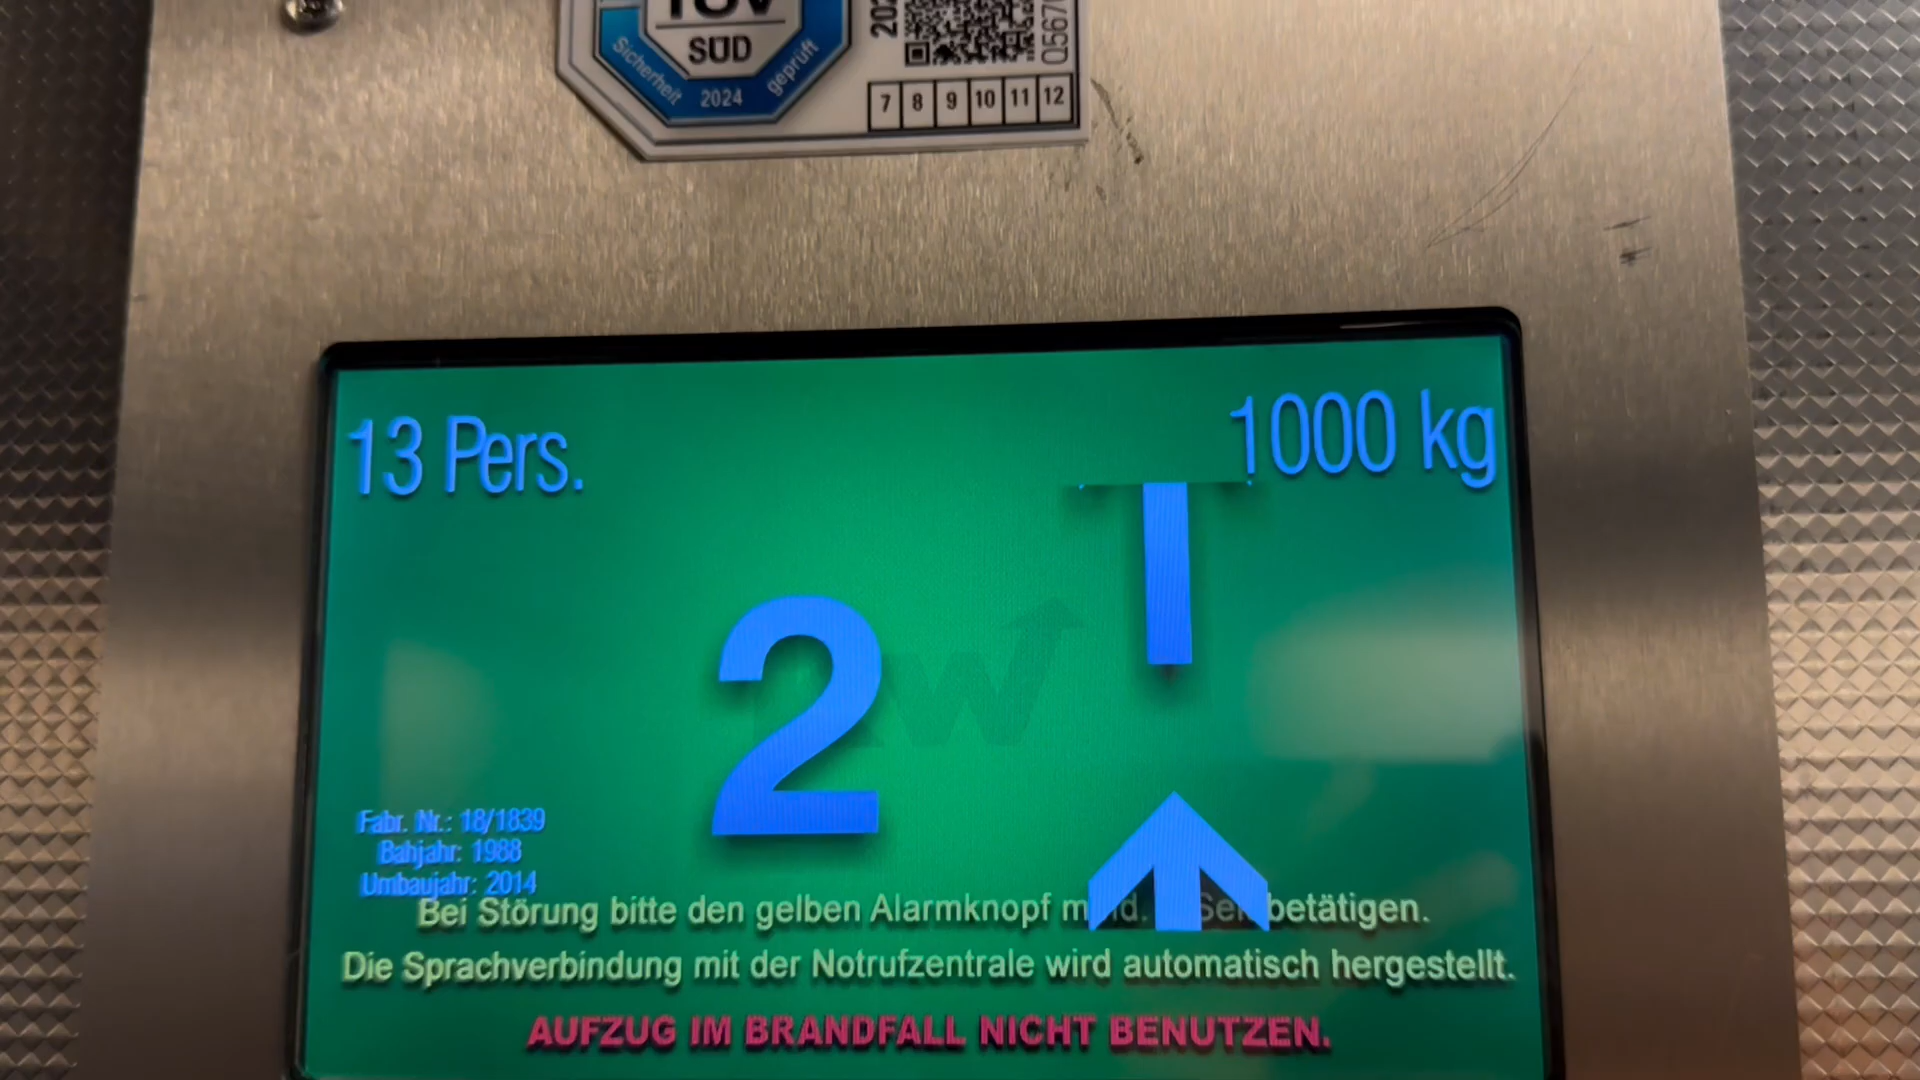 TÜV
SÜD
Sicherheit 2024 geprüft
7 8 9 10 11 12
13 Pers.
1000 kg
2
Fabr. Nr.: 18/1839
Bahjahr: 1988
Umbaujahr: 2014
Bei Störung bitte den gelben Alarmknopf betätigen.
Die Sprachverbindung mit der Notrufzentrale wird automatisch hergestellt.
AUFZUG IM BRANDFALL NICHT BENUTZEN.